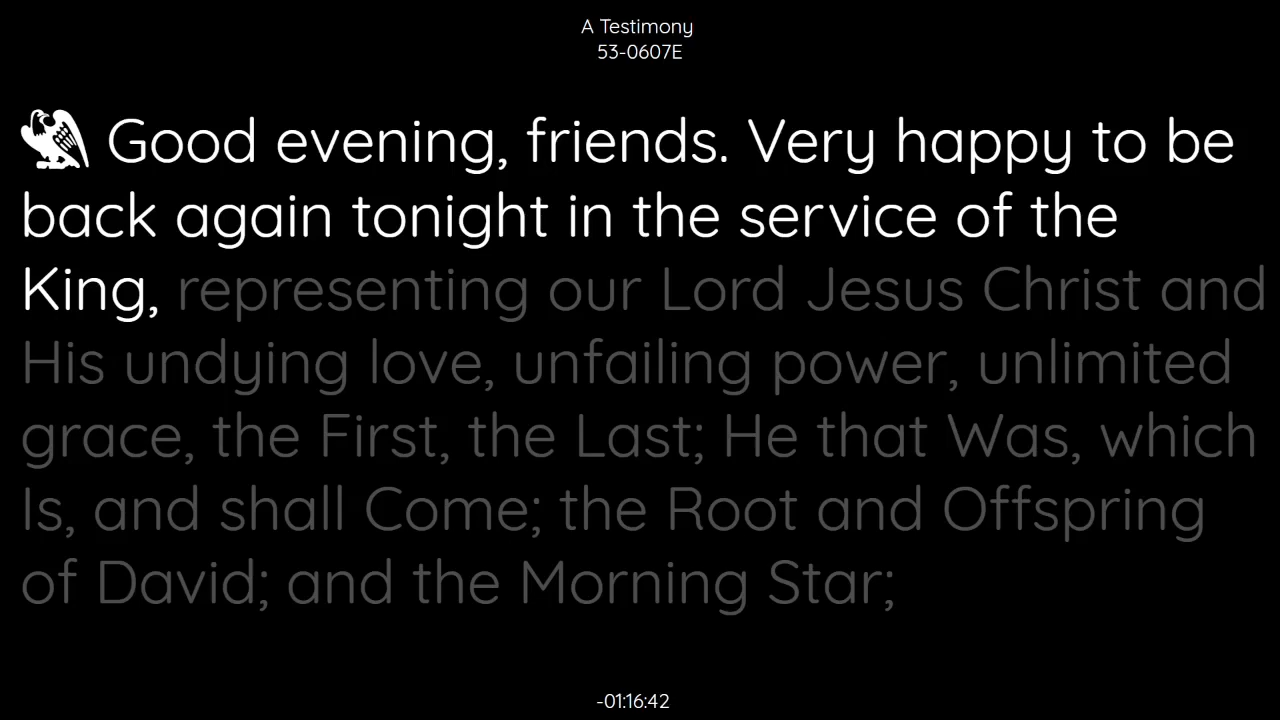 A Testimony
53-0607E
Good evening, friends. Very happy to be
back again tonight in the service of the
King, representing our Lord Jesus Christ and
His undying love, unfailing power, unlimited
grace, the First, the Last; He that Was, which
Is, and shall Come; the Root and Offspring
of David; and the Morning Star;
-01:16:42